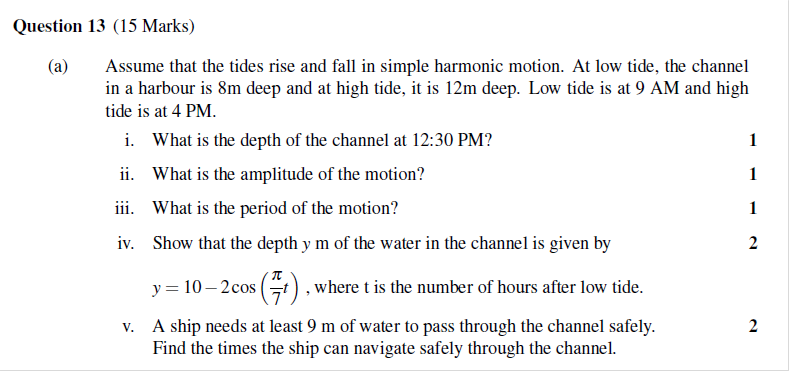 Question 13 (15 Marks)
(a) Assume that the tides rise and fall in simple harmonic motion. At low tide, the channel
in a harbour is 8m deep and at high tide, it is 12m deep. Low tide is at 9 AM and high
tide is at 4 PM.
i. What is the depth of the channel at 12:30 PM? 1
ii. What is the amplitude of the motion? 1
iii. What is the period of the motion? 1
iv. Show that the depth y m of the water in the channel is given by 2
y = 10 – 2cos (π/7 t) , where t is the number of hours after low tide.
v. A ship needs at least 9 m of water to pass through the channel safely. 2
Find the times the ship can navigate safely through the channel.